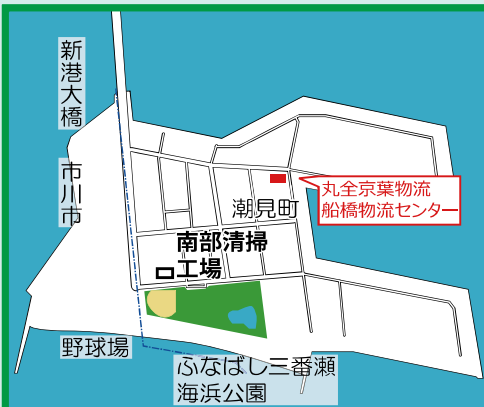 新港大橋
市川市
丸全京葉物流
船橋物流センター
潮見町
南部清掃
工場
野球場
ふなばし三番瀬
海浜公園